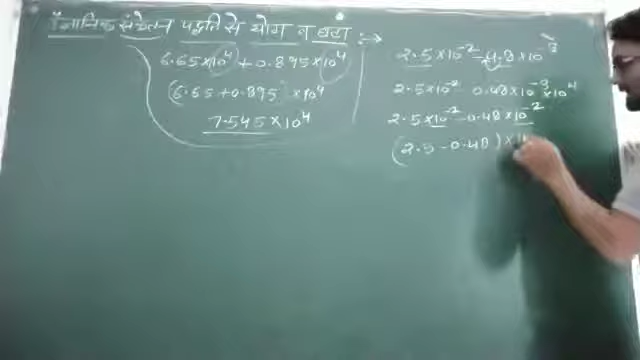 वैज्ञानिक संकेतन पद्धति से योग व घटा :→
6.65×10⁴ + 0.895×10⁴
(6.65+0.895 ) ×10⁴
7.545×10⁴
2.5×10⁻² – 4.8×10⁻³
2.5×10⁻² 0.48×10⁻³ ×10
2.5×10⁻² – 0.48×10⁻²
(2.5 – 0.48 ) ×